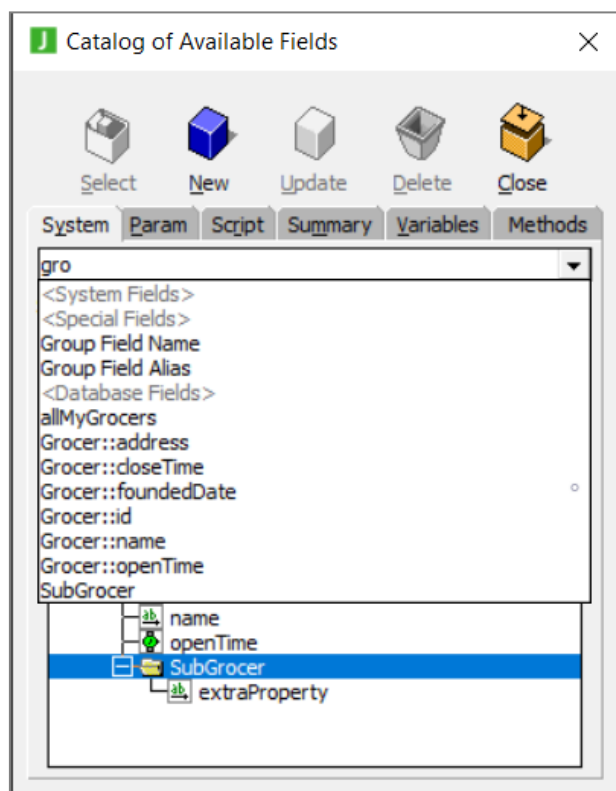 J Catalog of Available Fields
Select New Update Delete Close
System Param Script Summary Variables Methods
gro
<System Fields>
<Special Fields>
Group Field Name
Group Field Alias
<Database Fields>
allMyGrocers
Grocer::address
Grocer::closeTime
Grocer::foundedDate
Grocer::id
Grocer::name
Grocer::openTime
SubGrocer
ab name
openTime
SubGrocer
ab extraProperty